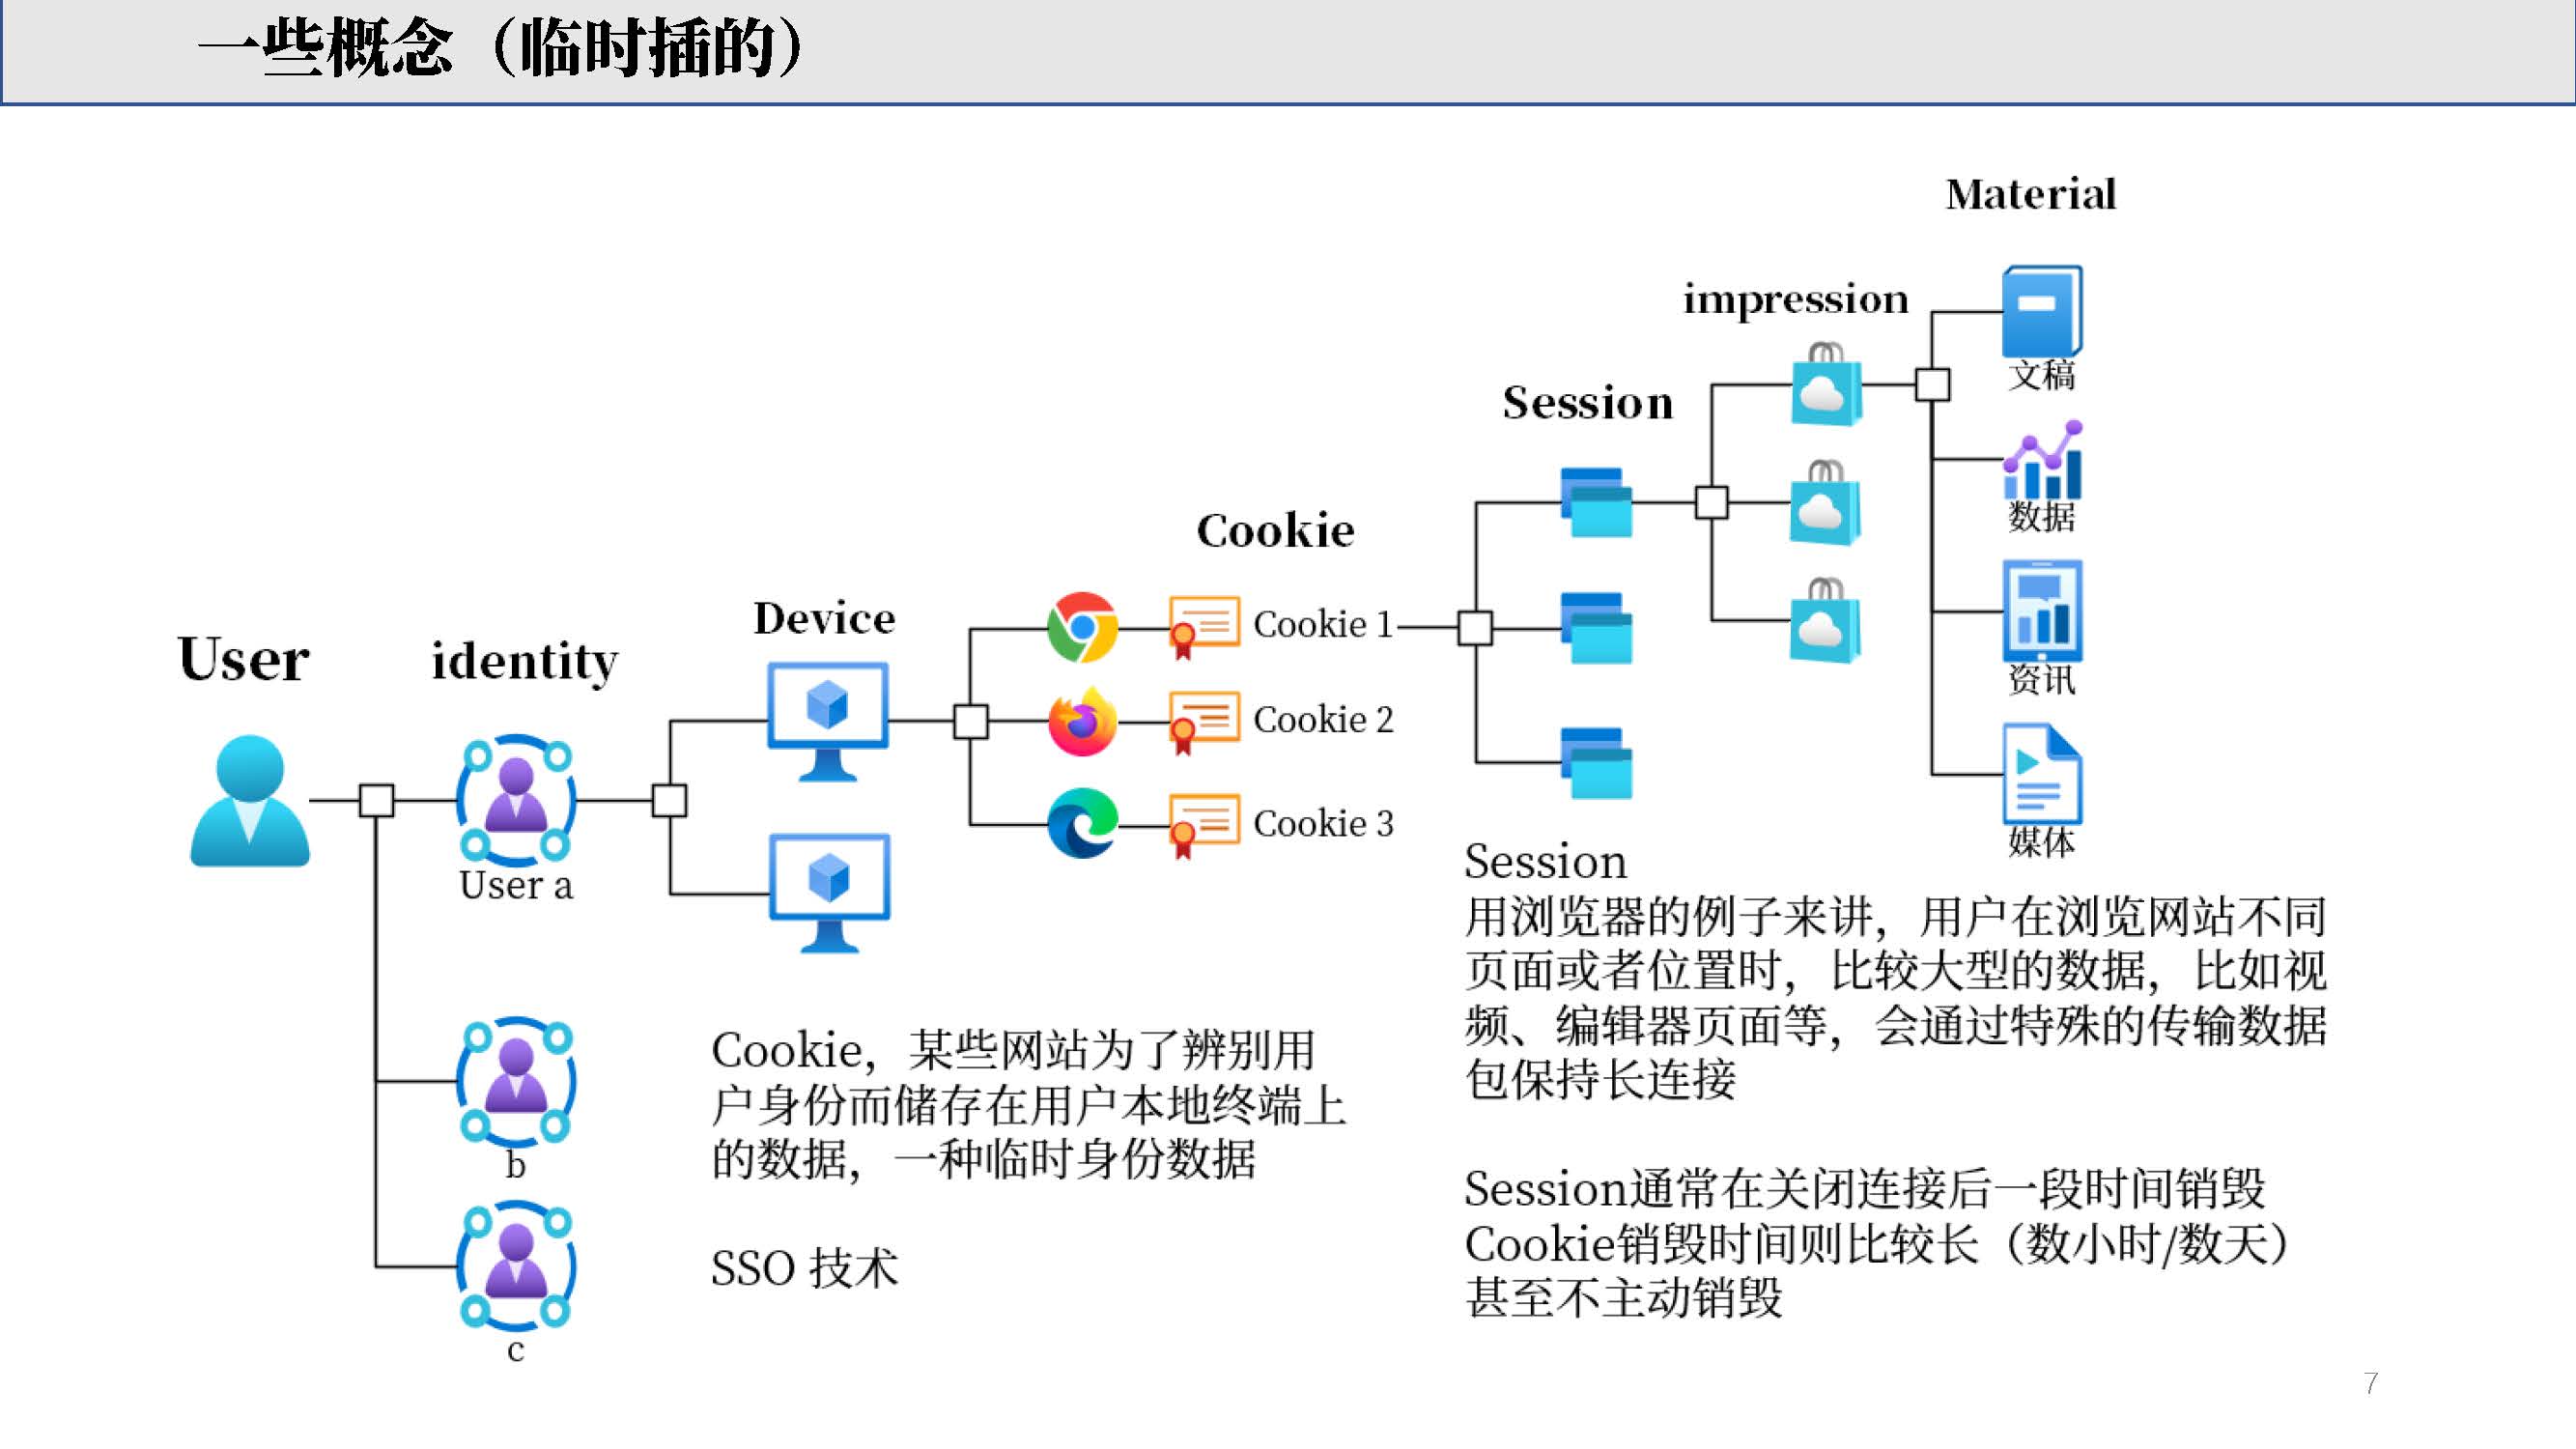 一些概念（临时插的）
Material
impression
文稿
Session
数据
Cookie
Device
Cookie 1
User
identity
资讯
Cookie 2
Cookie 3
媒体
User a
Session
用浏览器的例子来讲，用户在浏览网站不同
页面或者位置时，比较大型的数据，比如视
频、编辑器页面等，会通过特殊的传输数据
包保持长连接
Cookie，某些网站为了辨别用
户身份而储存在用户本地终端上
的数据，一种临时身份数据
b
Session通常在关闭连接后一段时间销毁
Cookie销毁时间则比较长（数小时/数天）
甚至不主动销毁
SSO 技术
c
7